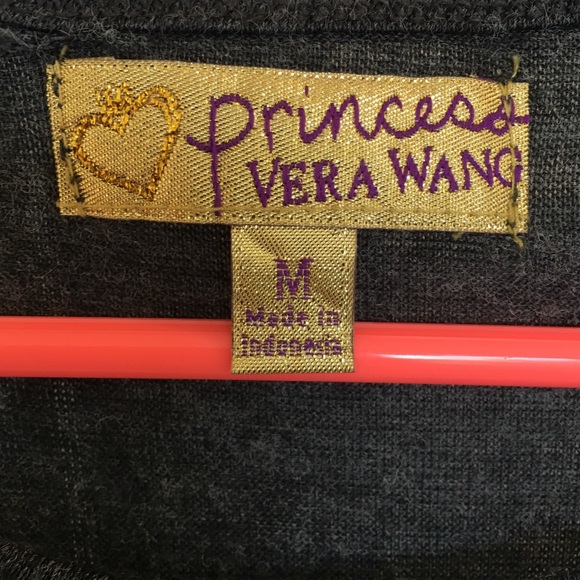 princess
VERA WANG
M
Made in
Indonesia